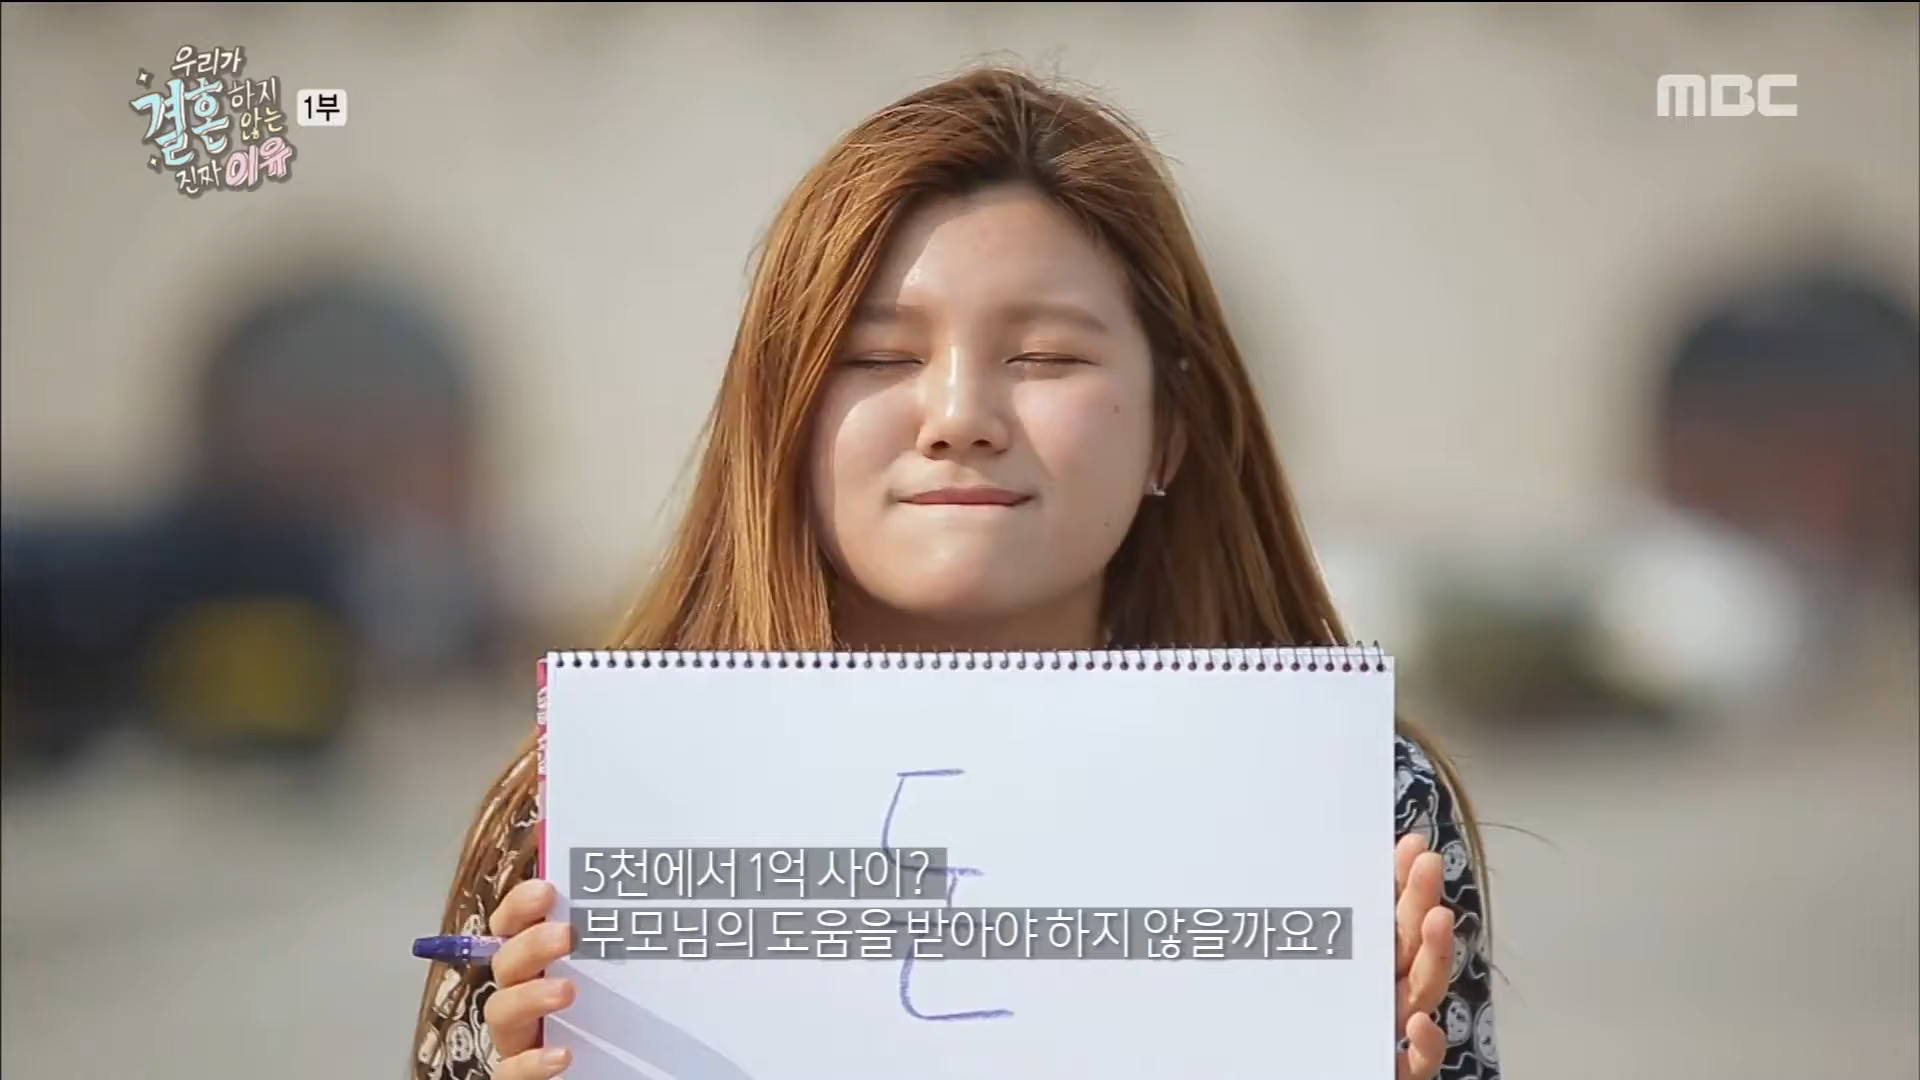 우리가
결혼하지
않는
진짜 이유
1부
MBC
5천에서 1억 사이?
부모님의 도움을 받아야 하지 않을까요?